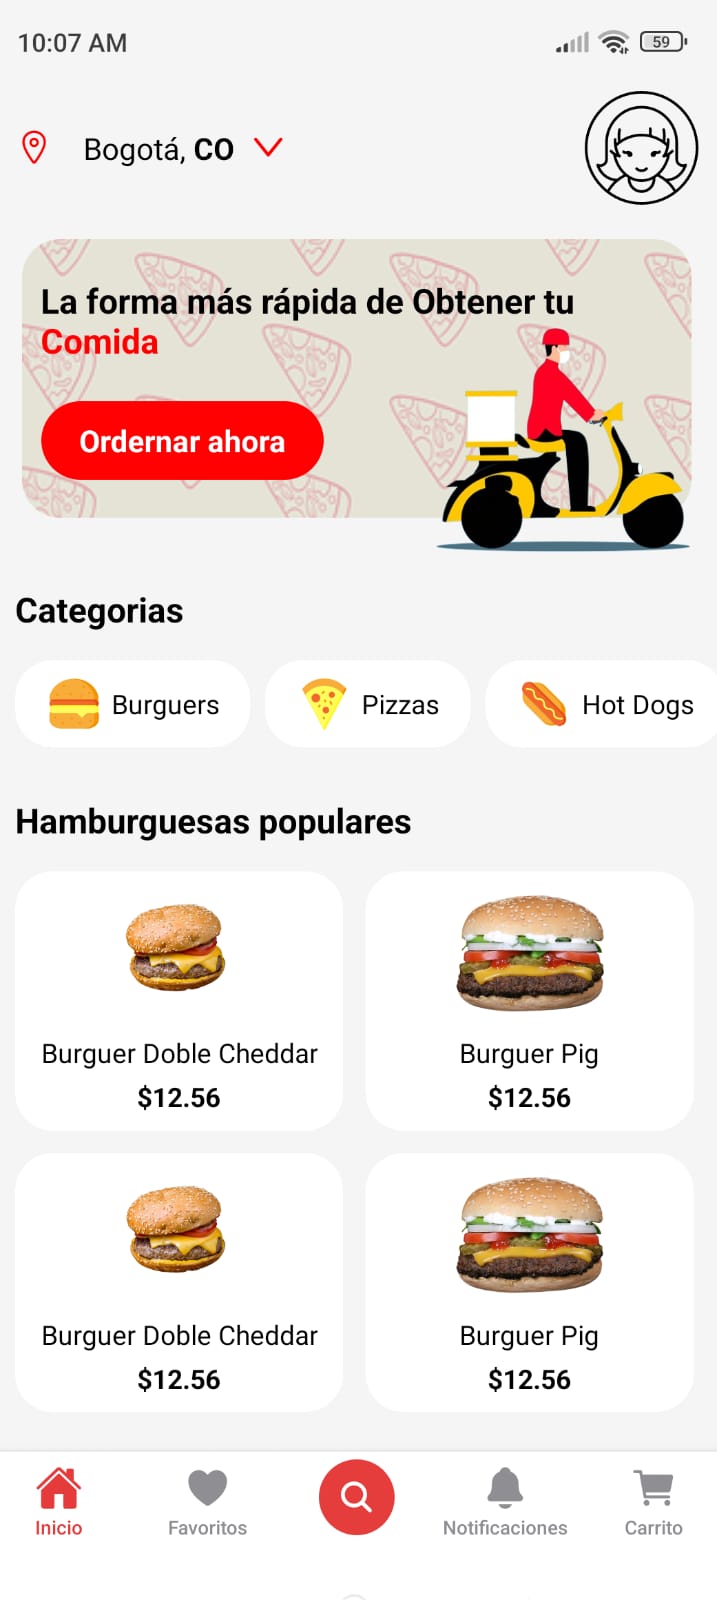 10:07 AM
59
Bogotá, CO
La forma más rápida de Obtener tu
Comida
Ordernar ahora
Categorias
Burguers
Pizzas
Hot Dogs
Hamburguesas populares
Burguer Doble Cheddar
$12.56
Burguer Pig
$12.56
Burguer Doble Cheddar
$12.56
Burguer Pig
$12.56
Inicio
Favoritos
Notificaciones
Carrito